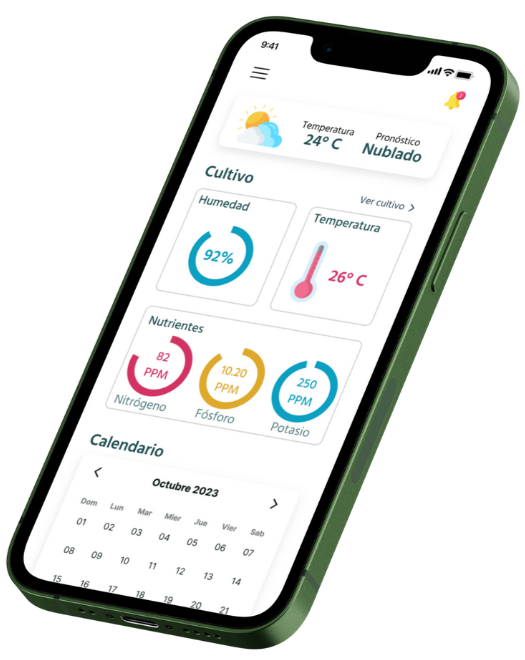 9:41
Temperatura
24° C
Pronóstico
Nublado
Cultivo
Ver cultivo
Humedad
92%
Temperatura
26° C
Nutrientes
82
PPM
Nitrógeno
10.20
PPM
Fósforo
250
PPM
Potasio
Calendario
Octubre 2023
Dom Lun Mar Mier Jue Vier Sab
01 02 03 04 05 06 07
08 09 10 11 12 13 14
15 16 17 18 19 20 21